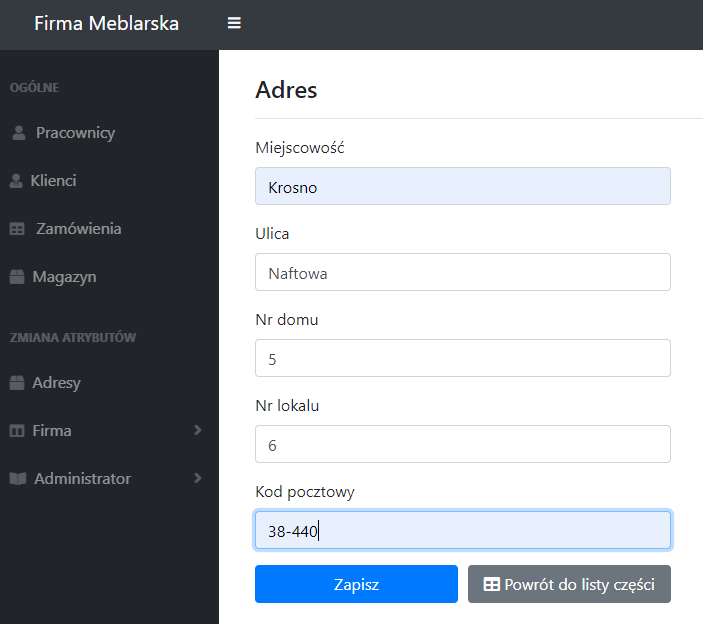 Firma Meblarska
OGÓLNE
Pracownicy
Klienci
Zamówienia
Magazyn
ZMIANA ATRYBUTÓW
Adresy
Firma
Administrator
Adres
Miejscowość
Krosno
Ulica
Naftowa
Nr domu
5
Nr lokalu
6
Kod pocztowy
38-440
Zapisz
Powrót do listy części